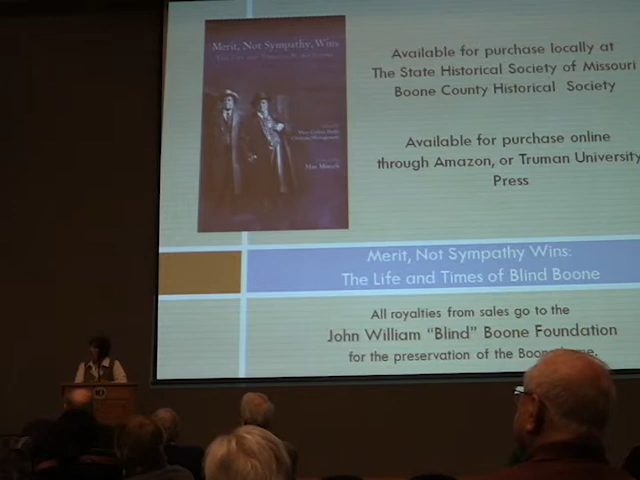 Merit, Not Sympathy, Wins
Available for purchase locally at
The State Historical Society of Missouri
Boone County Historical Society
Available for purchase online
through Amazon, or Truman University
Press
Merit, Not Sympathy Wins:
The Life and Times of Blind Boone
All royalties from sales go to the
John William "Blind" Boone Foundation
for the preservation of the Boone